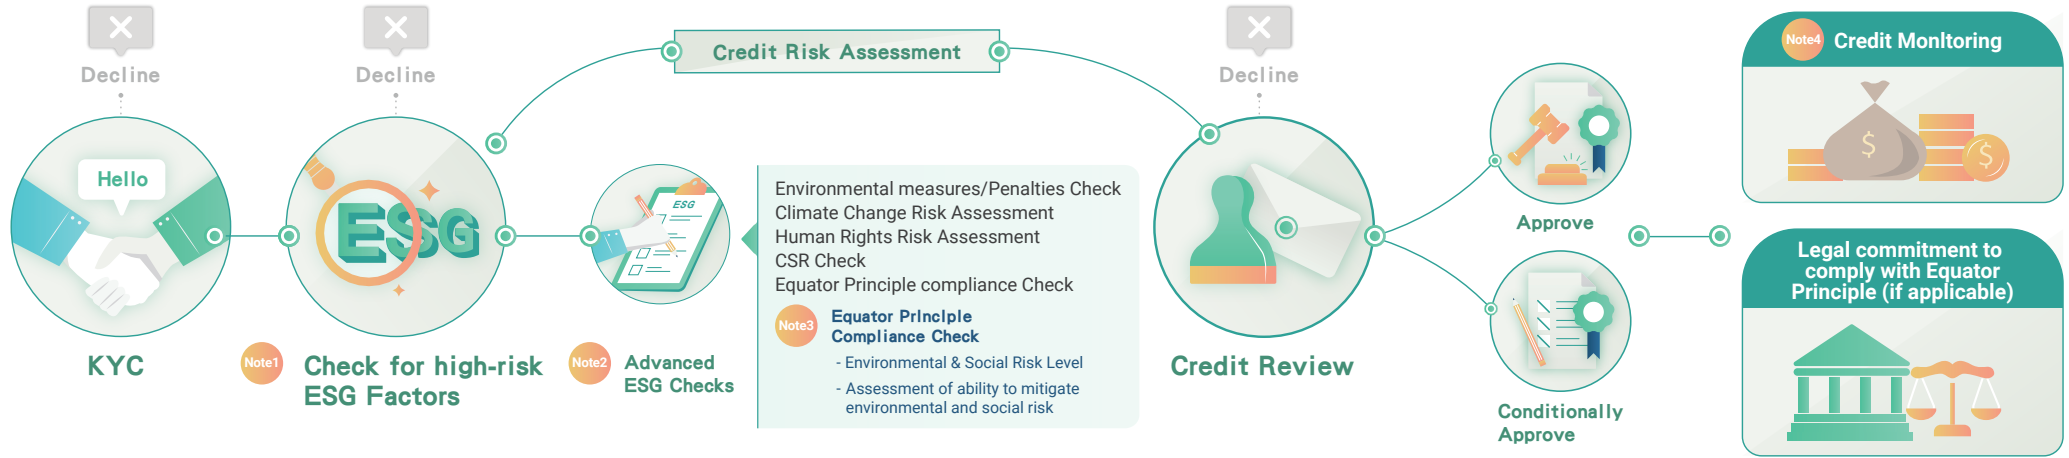 Decline
Hello
KYC
Decline
ESG
Note1
Check for high-risk
ESG Factors
Credit Risk Assessment
ESG
Note2
Advanced
ESG Checks
Environmental measures/Penalties Check
Climate Change Risk Assessment
Human Rights Risk Assessment
CSR Check
Equator Principle compliance Check
Note3
Equator Principle
Compliance Check
- Environmental & Social Risk Level
- Assessment of ability to mitigate
environmental and social risk
Decline
Credit Review
Approve
Conditionally
Approve
Note4
Credit MonItoring
$
$
Legal commitment to
comply with Equator
Principle (if applicable)